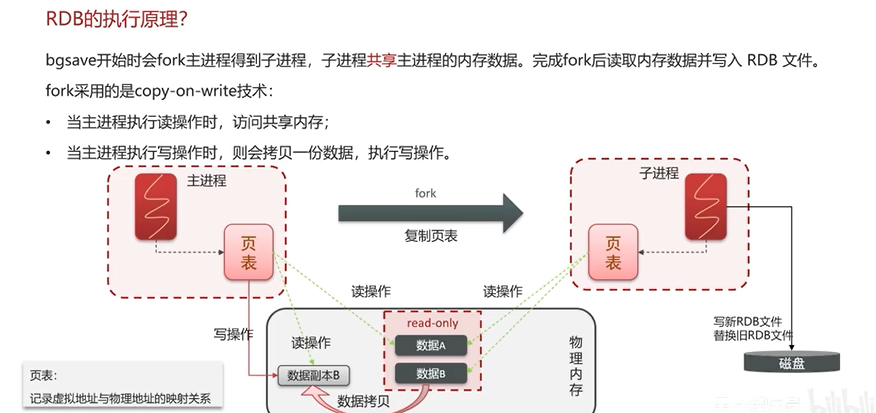 RDB的执行原理?
bgsave开始时会fork主进程得到子进程，子进程共享主进程的内存数据。完成fork后读取内存数据并写入 RDB 文件。
fork采用的是copy-on-write技术：
• 当主进程执行读操作时，访问共享内存；
• 当主进程执行写操作时，则会拷贝一份数据，执行写操作。
主进程
fork
子进程
页表
复制页表
页表
读操作
读操作
写操作
读操作
read-only
数据A
数据B
数据副本B
数据拷贝
物理内存
写新RDB文件
替换旧RDB文件
磁盘
页表：
记录虚拟地址与物理地址的映射关系
bilibili